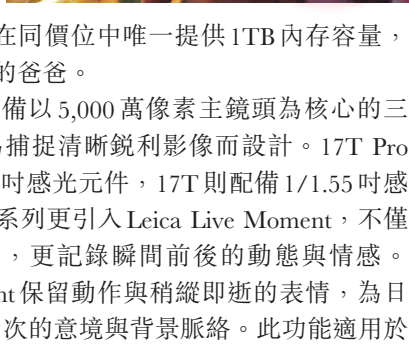 在同價位中唯一提供1TB內存容量，
的爸爸。
備以5,000萬像素主鏡頭為核心的三
捕捉清晰銳利影像而設計。17T Pro
吋感光元件，17T則配備1/1.55吋感
系列更引入Leica Live Moment，不僅
，更記錄瞬間前後的動態與情感。
nt保留動作與稍縱即逝的表情，為日
次的意境與背景脈絡。此功能適用於